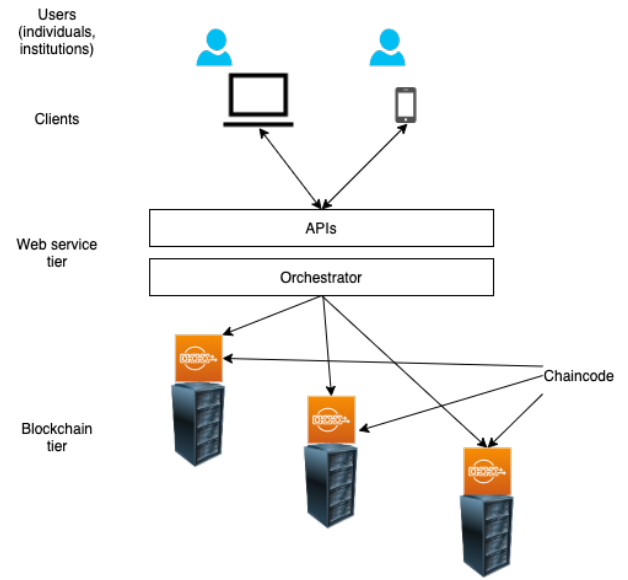 Users
(individuals,
institutions)
Clients
APIs
Web service
tier
Orchestrator
Chaincode
Blockchain
tier